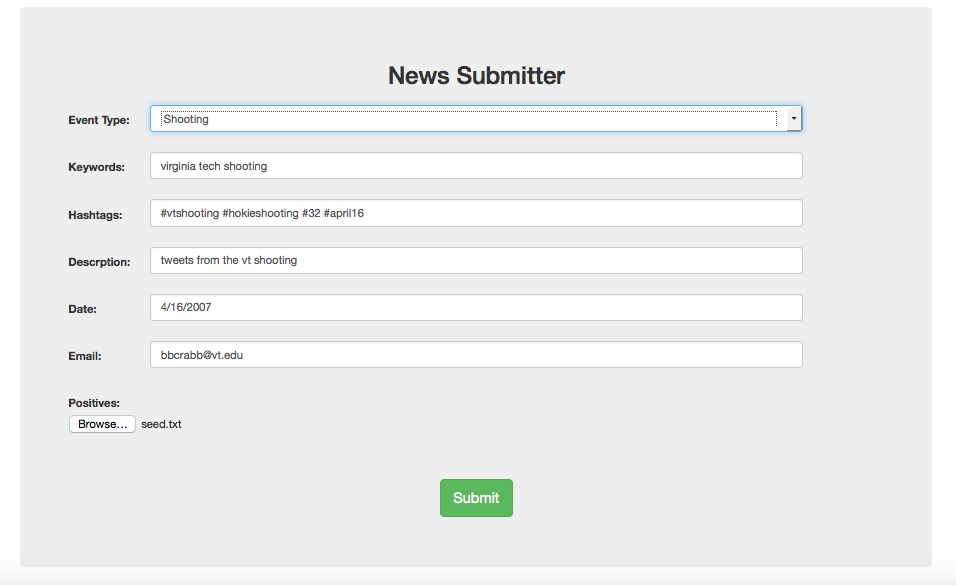 News Submitter
Event Type: Shooting
Keywords: virginia tech shooting
Hashtags: #vtshooting #hokieshooting #32 #april16
Descrption: tweets from the vt shooting
Date: 4/16/2007
Email: bbcrabb@vt.edu
Positives:
Browse... seed.txt
Submit